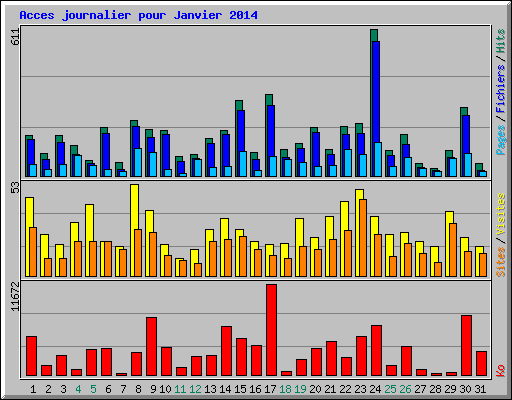 Acces journalier pour Janvier 2014
611
53
11672
Pages / Fichiers / Hits
Sites / Visites
Ko
1 2 3 4 5 6 7 8 9 10 11 12 13 14 15 16 17 18 19 20 21 22 23 24 25 26 27 28 29 30 31